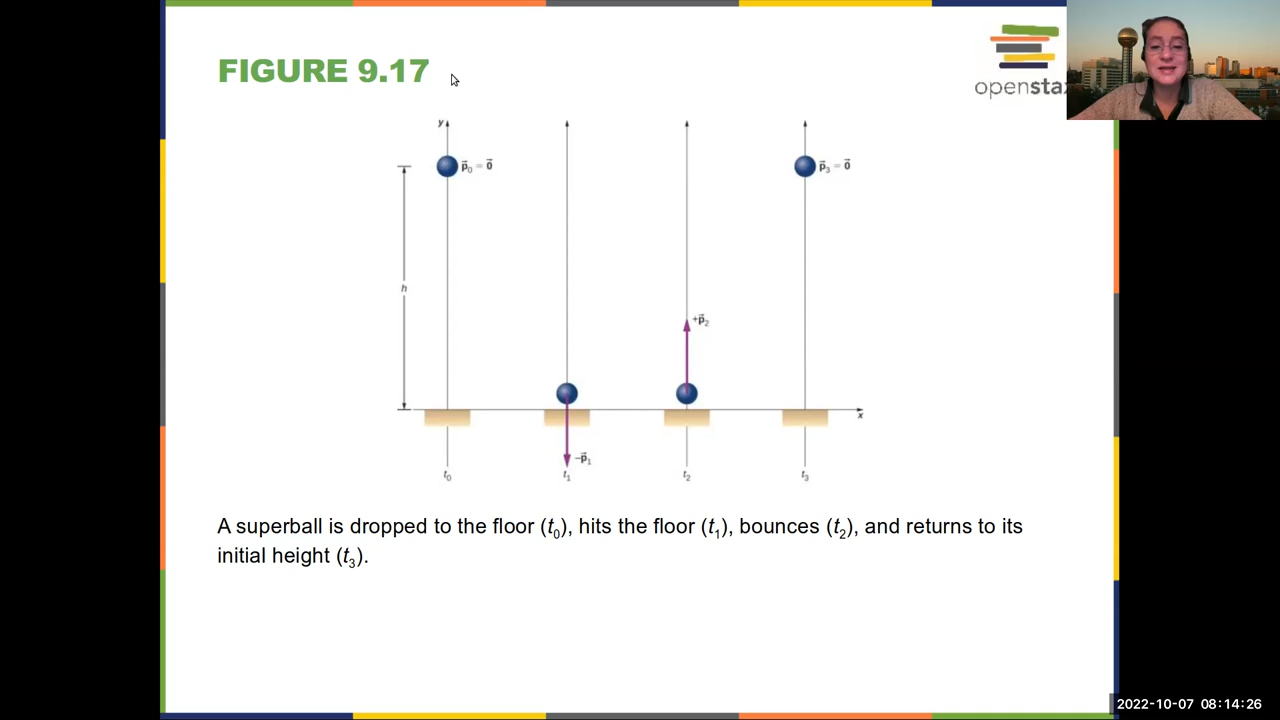 FIGURE 9.17
openstax
y
p⃗0 = 0⃗
p⃗3 = 0⃗
h
+p⃗2
x
−p⃗1
t0
t1
t2
t3
A superball is dropped to the floor (t0), hits the floor (t1), bounces (t2), and returns to its
initial height (t3).
2022-10-07 08:14:26